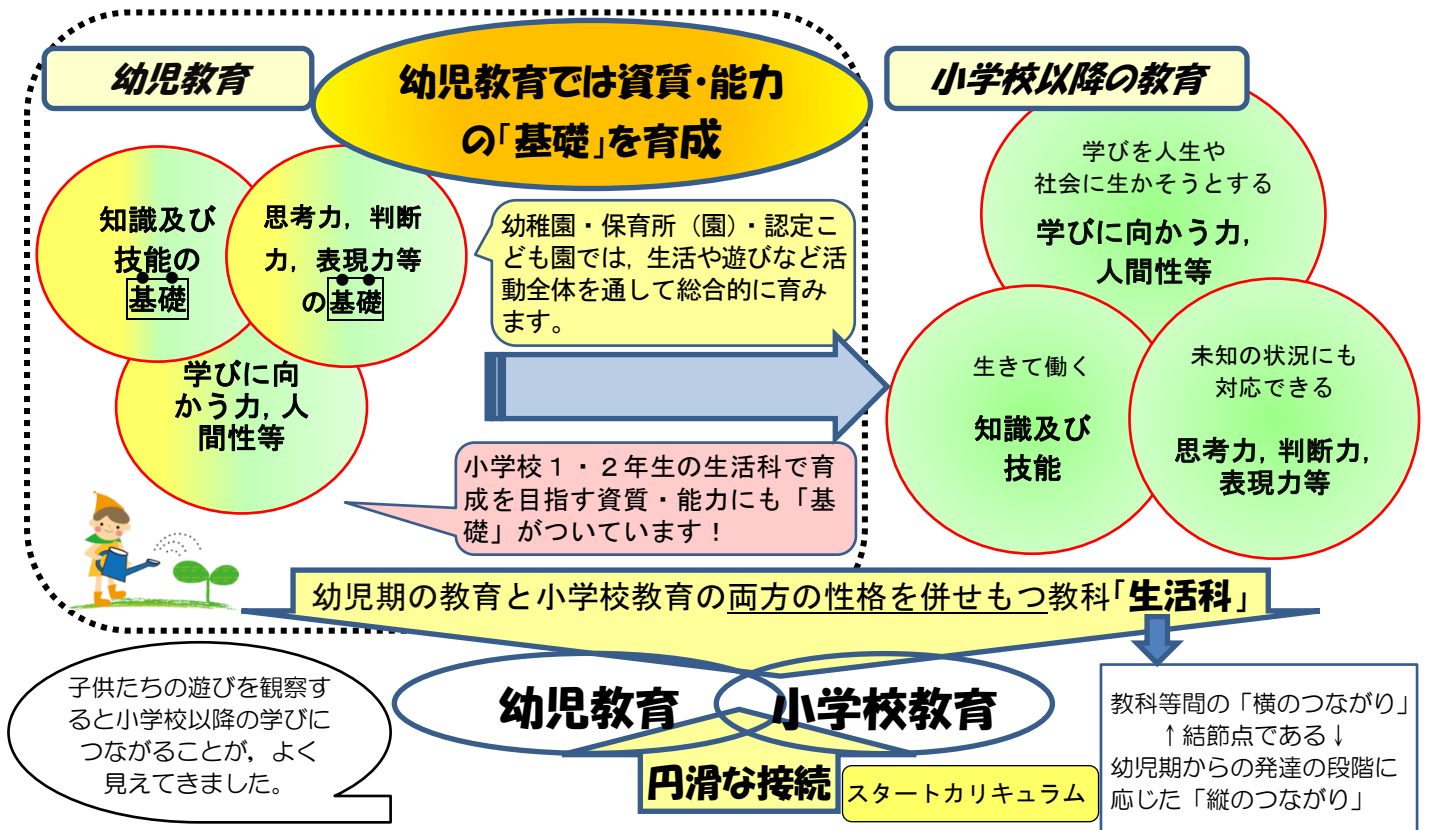 幼児教育
幼児教育では資質・能力
の「基礎」を育成
小学校以降の教育
知識及び
技能の
基礎
思考力，判断
力，表現力等
の基礎
学びに向
かう力，人
間性等
幼稚園・保育所（園）・認定こ
ども園では，生活や遊びなど活
動全体を通して総合的に育み
ます。
小学校１・２年生の生活科で育
成を目指す資質・能力にも「基
礎」がついています！
学びを人生や
社会に生かそうとする
学びに向かう力，
人間性等
生きて働く
知識及び
技能
未知の状況にも
対応できる
思考力，判断力，
表現力等
幼児期の教育と小学校教育の両方の性格を併せもつ教科「生活科」
子供たちの遊びを観察す
ると小学校以降の学びに
つながることが，よく
見えてきました。
幼児教育
小学校教育
円滑な接続
スタートカリキュラム
教科等間の「横のつながり」
↑結節点である↓
幼児期からの発達の段階に
応じた「縦のつながり」